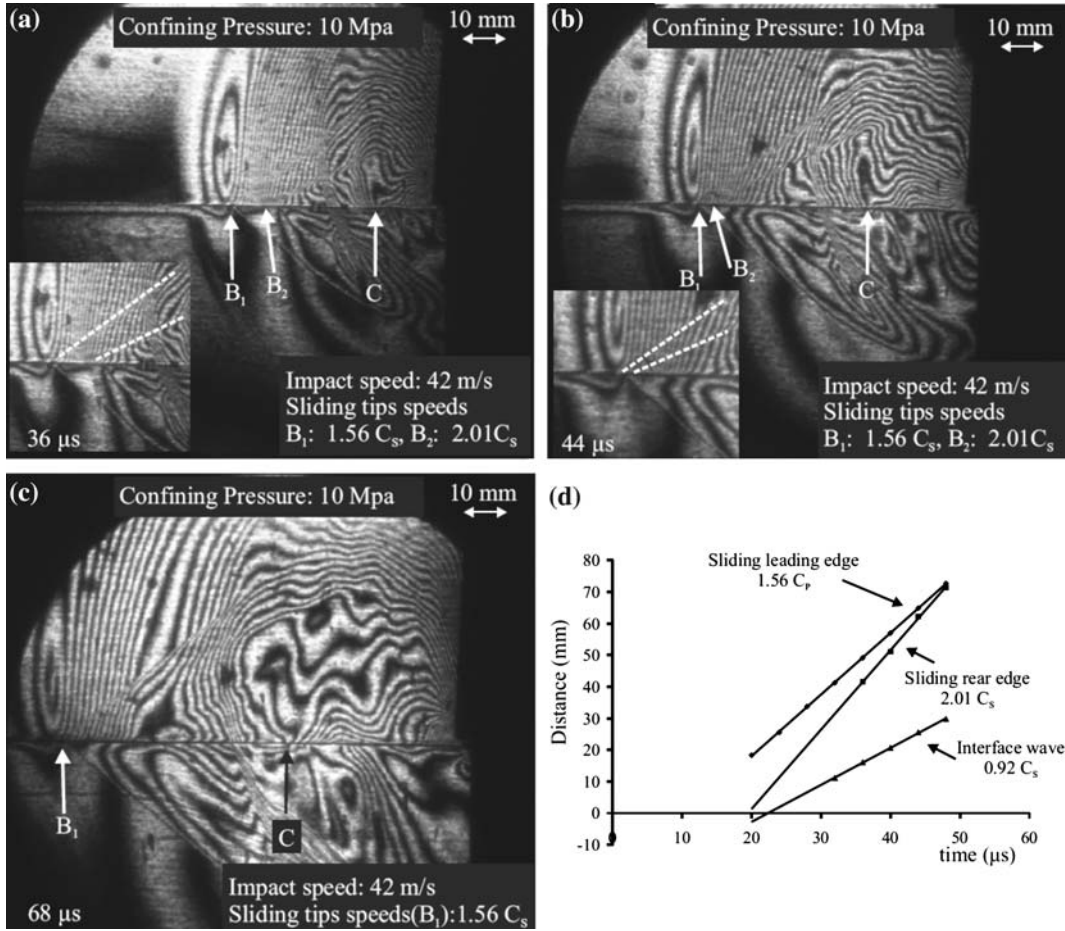 (a)
Confining Pressure: 10 Mpa
10 mm
B₁
B₂
C
Impact speed: 42 m/s
Sliding tips speeds
B₁: 1.56 Cₛ, B₂: 2.01Cₛ
36 µs
(b)
Confining Pressure: 10 Mpa
10 mm
B₁
B₂
C
Impact speed: 42 m/s
Sliding tips speeds
B₁: 1.56 Cₛ, B₂: 2.01Cₛ
44 µs
(c)
Confining Pressure: 10 Mpa
10 mm
B₁
C
Impact speed: 42 m/s
Sliding tips speeds(B₁):1.56 Cₛ
68 µs
(d)
Distance (mm)
80
70
60
50
40
30
20
10
0
-10
0 10 20 30 40 50 60
time (µs)
Sliding leading edge
1.56 Cₚ
Sliding rear edge
2.01 Cₛ
Interface wave
0.92 Cₛ